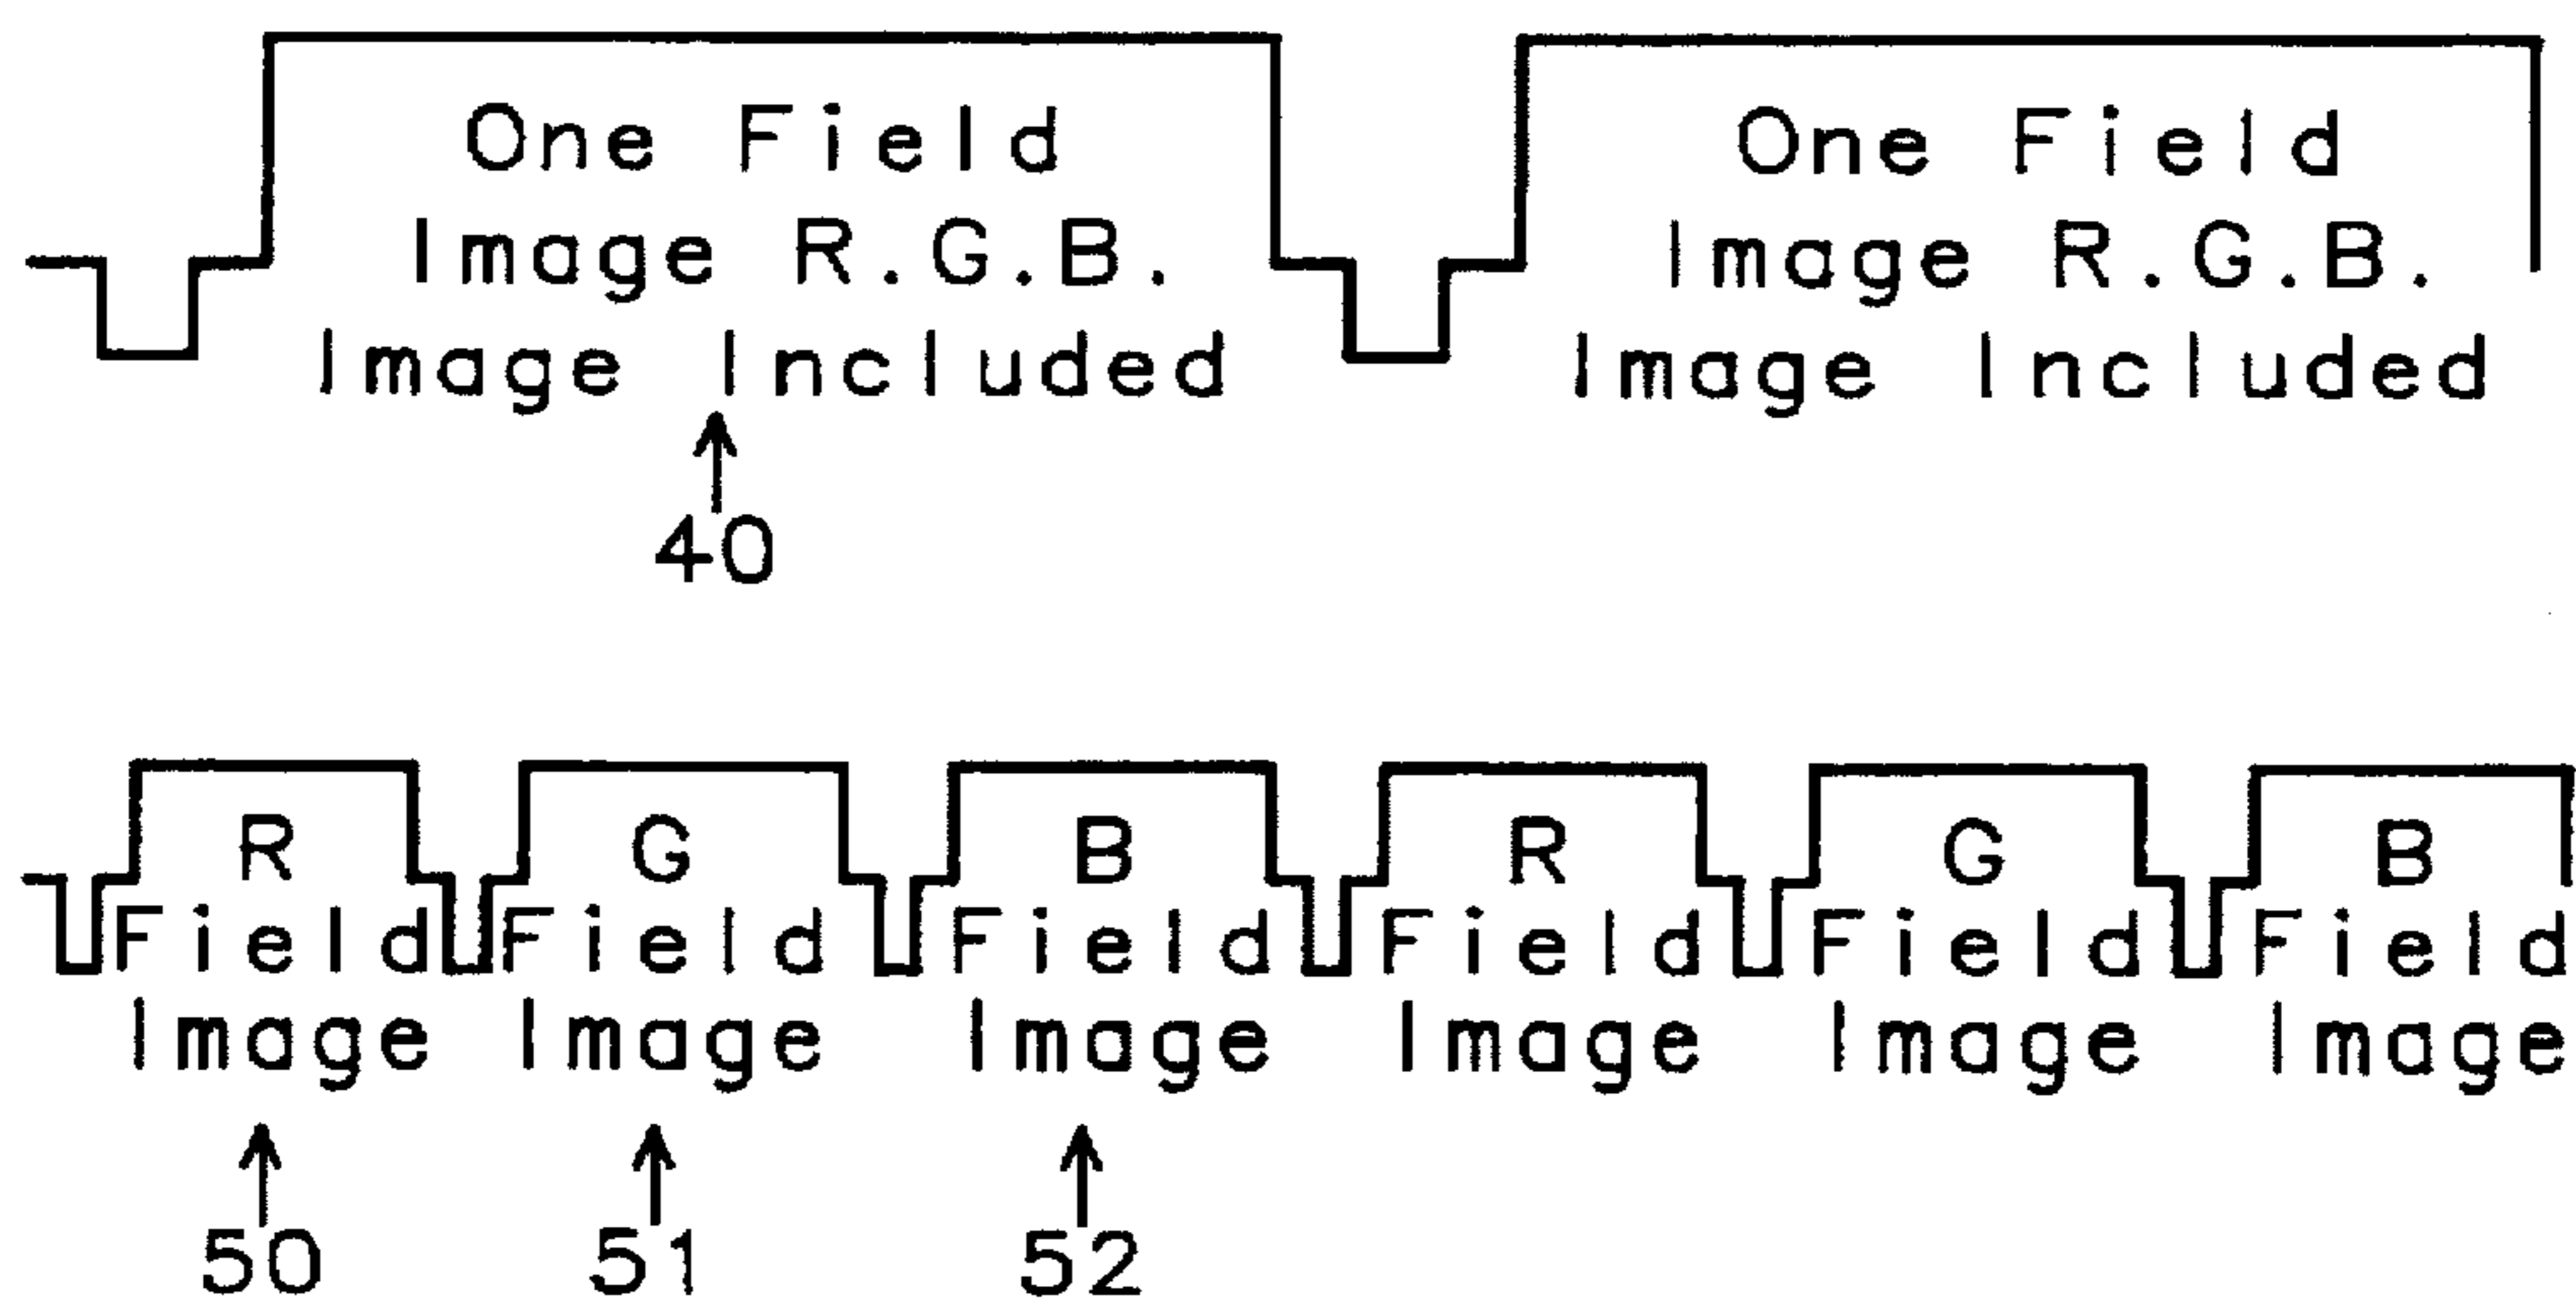 One Field One Field
Image R.G.B. Image R.G.B.
Image Included Image Included
40
R G B R G B
Field Field Field Field Field Field
Image Image Image Image Image Image
50 51 52